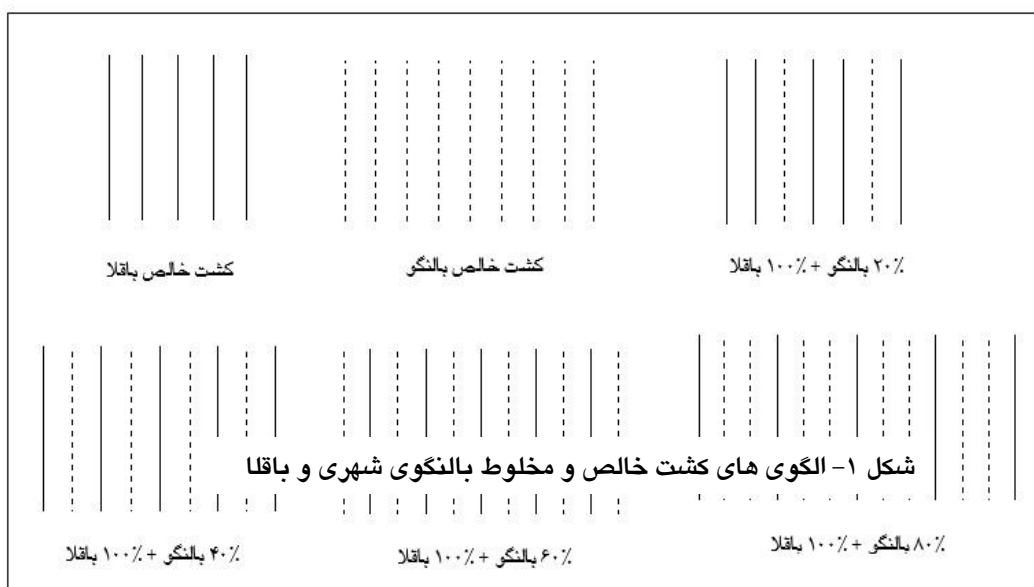 ۲۰٪ بالنگو + ۱۰۰٪ باقلا
کشت خالص بالنگو
کشت خالص باقلا
شکل ۱- الگوی های کشت خالص و مخلوط بالنگوی شهری و باقلا
۸۰٪ بالنگو + ۱۰۰٪ باقلا
۶۰٪ بالنگو + ۱۰۰٪ باقلا
۴۰٪ بالنگو + ۱۰۰٪ باقلا